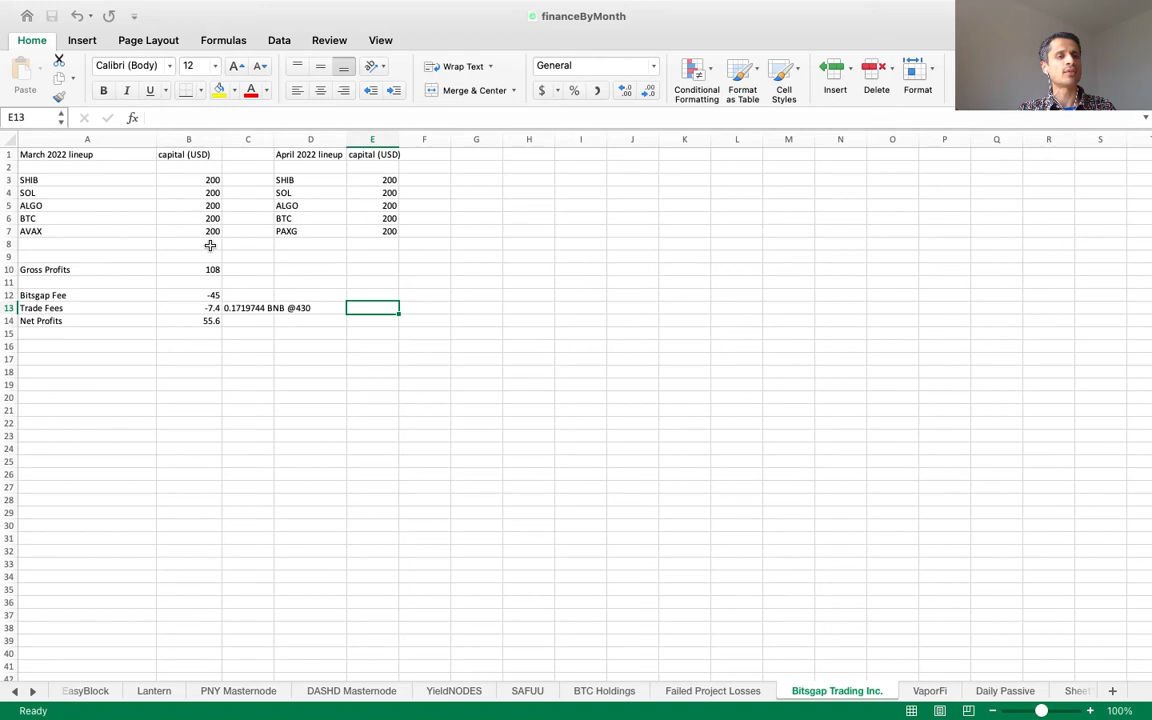 financeByMonth
Home Insert Page Layout Formulas Data Review View
Paste
Calibri (Body) 12
A A
Wrap Text
General
B I U
A
Merge & Center
$ %
Conditional Formatting
Format as Table
Cell Styles
Insert
Delete
Format
E13 fx
A B C D E F G H I J K L M N O P Q R S
1 March 2022 lineup capital (USD) April 2022 lineup capital (USD)
2
3 SHIB 200 SHIB 200
4 SOL 200 SOL 200
5 ALGO 200 ALGO 200
6 BTC 200 BTC 200
7 AVAX 200 PAXG 200
8
9
10 Gross Profits 108
11
12 Bitsgap Fee -45
13 Trade Fees -7.4 0.1719744 BNB @430
14 Net Profits 55.6
15
16
17
18
19
20
21
22
23
24
25
26
27
28
29
30
31
32
33
34
35
36
37
38
39
40
41
42
EasyBlock Lantern PNY Masternode DASHD Masternode YieldNODES SAFUU BTC Holdings Failed Project Losses Bitsgap Trading Inc. VaporFi Daily Passive Sheet
Ready
100%